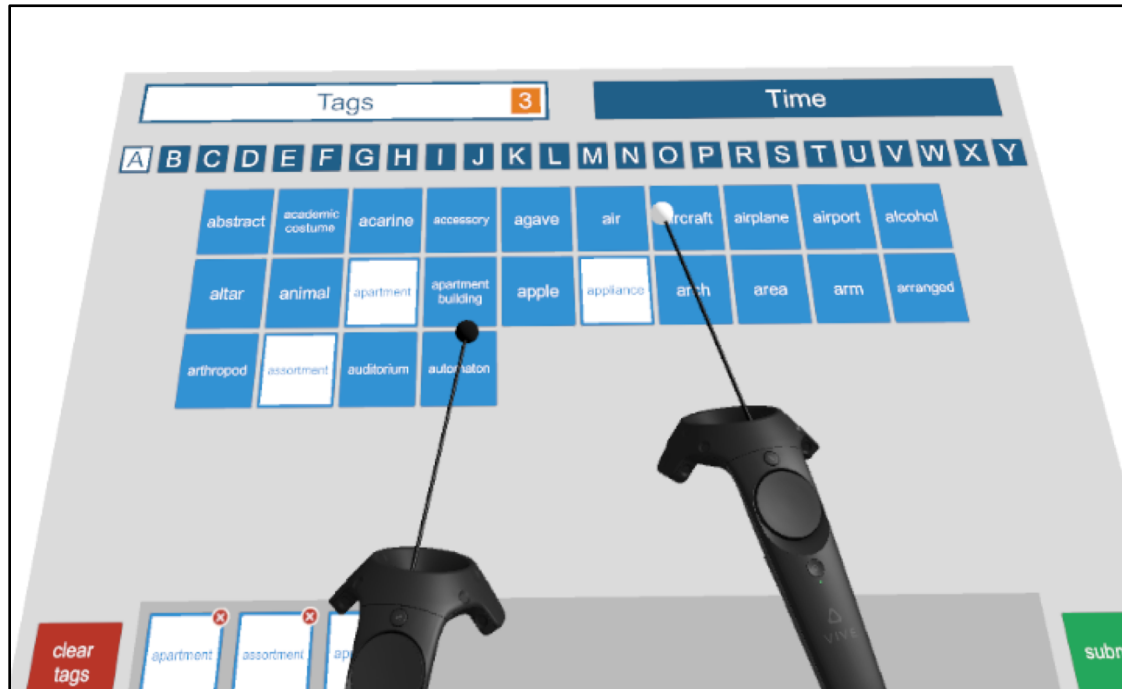 Tags 3 Time
A B C D E F G H I J K L M N O P R S T U V W X Y
abstract academic costume acarine accessory agave air airplane airport alcohol
altar animal apartment apartment building apple appliance arch area arm arranged
arthropod assortment auditorium automaton
clear tags apartment assortment
VIVE